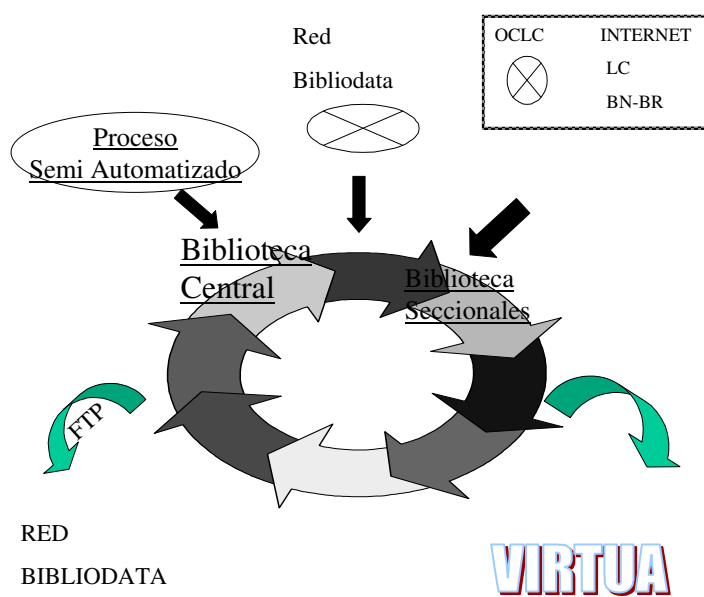 Red
Bibliodata
OCLC INTERNET
LC
BN-BR
Proceso
Semi Automatizado
Biblioteca
Central
Biblioteca
Seccionales
FTP
RED
BIBLIODATA
VIRTUA